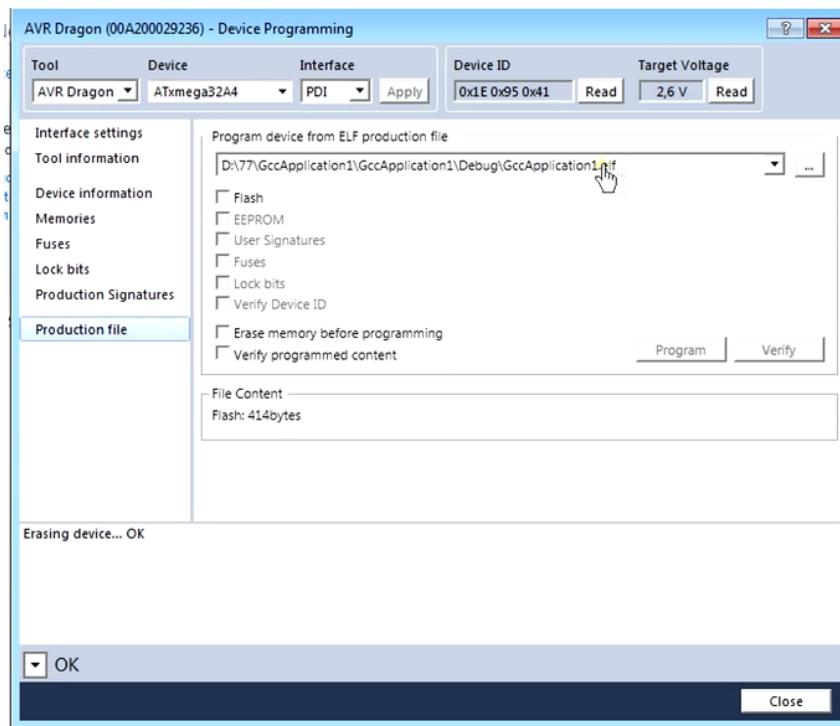 AVR Dragon (00A200029236) - Device Programming
Tool Device Interface Device ID Target Voltage
AVR Dragon ATxmega32A4 PDI Apply 0x1E 0x95 0x41 Read 2,6 V Read
Interface settings
Tool information
Device information
Memories
Fuses
Lock bits
Production Signatures
Production file
Program device from ELF production file
D:\77\GccApplication1\GccApplication1\Debug\GccApplication1.elf
...
Flash
EEPROM
User Signatures
Fuses
Lock bits
Verify Device ID
Erase memory before programming
Verify programmed content
Program Verify
File Content
Flash: 414bytes
Erasing device... OK
OK
Close